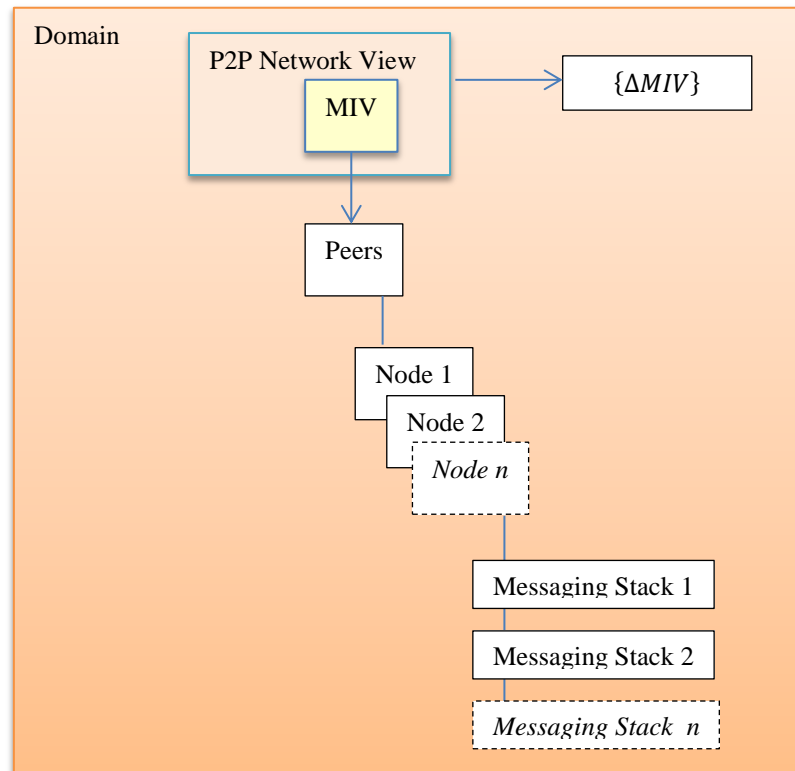 Domain
P2P Network View
MIV
{ΔMIV}
Peers
Node 1
Node 2
Node n
Messaging Stack 1
Messaging Stack 2
Messaging Stack n